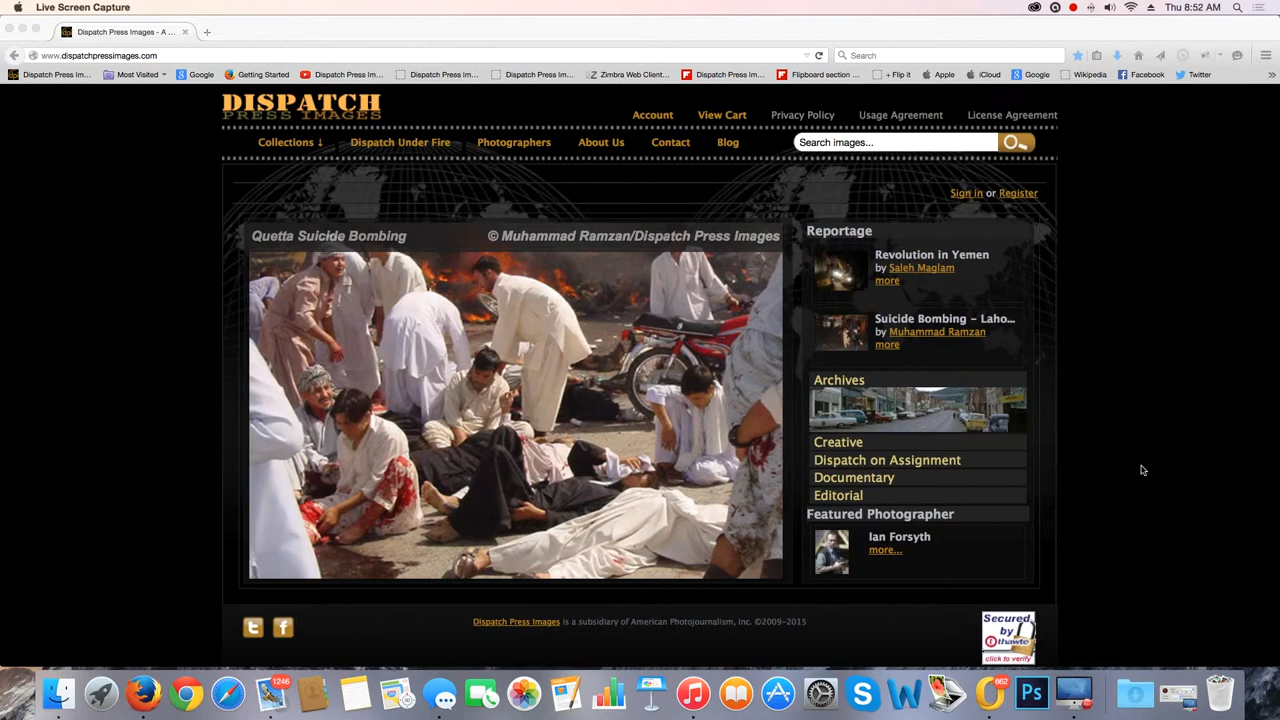 Live Screen Capture
Thu 8:52 AM
Dispatch Press Images - A ...
www.dispatchpressimages.com
Search
Dispatch Press Im...
Most Visited
Google
Getting Started
Dispatch Press Im...
Dispatch Press Im...
Dispatch Press Im...
Zimbra Web Client...
Dispatch Press Im...
Flipboard section ...
+ Flip it
Apple
iCloud
Google
Wikipedia
Facebook
Twitter
DISPATCH
PRESS IMAGES
Account
View Cart
Privacy Policy
Usage Agreement
License Agreement
Collections ↓
Dispatch Under Fire
Photographers
About Us
Contact
Blog
Search images...
Sign in or Register
Quetta Suicide Bombing
© Muhammad Ramzan/Dispatch Press Images
Reportage
Revolution in Yemen
by Saleh Maglam
more
Suicide Bombing - Laho...
by Muhammad Ramzan
more
Archives
Creative
Dispatch on Assignment
Documentary
Editorial
Featured Photographer
Ian Forsyth
more...
Dispatch Press Images is a subsidiary of American Photojournalism, Inc. ©2009-2015
Secured
by
thawte
click to verify
1246
662
Ps